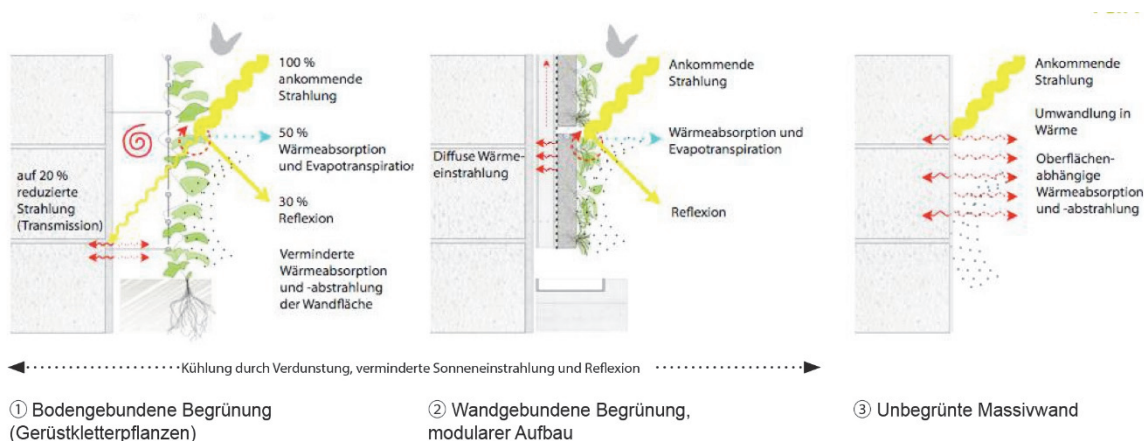 100 %
ankommende
Strahlung
50 %
Wärmeabsorption
und Evapotranspiration
auf 20 %
reduzierte
Strahlung
(Transmission)
30 %
Reflexion
Verminderte
Wärmeabsorption
und -abstrahlung
der Wandfläche
Ankommende
Strahlung
Wärmeabsorption und
Evapotranspiration
Diffuse Wärme-
einstrahlung
Reflexion
Ankommende
Strahlung
Umwandlung in
Wärme
Oberflächen-
abhängige
Wärmeabsorption
und -abstrahlung
Kühlung durch Verdunstung, verminderte Sonneneinstrahlung und Reflexion
① Bodengebundene Begrünung
(Gerüstkletterpflanzen)
② Wandgebundene Begrünung,
modularer Aufbau
③ Unbegrünte Massivwand